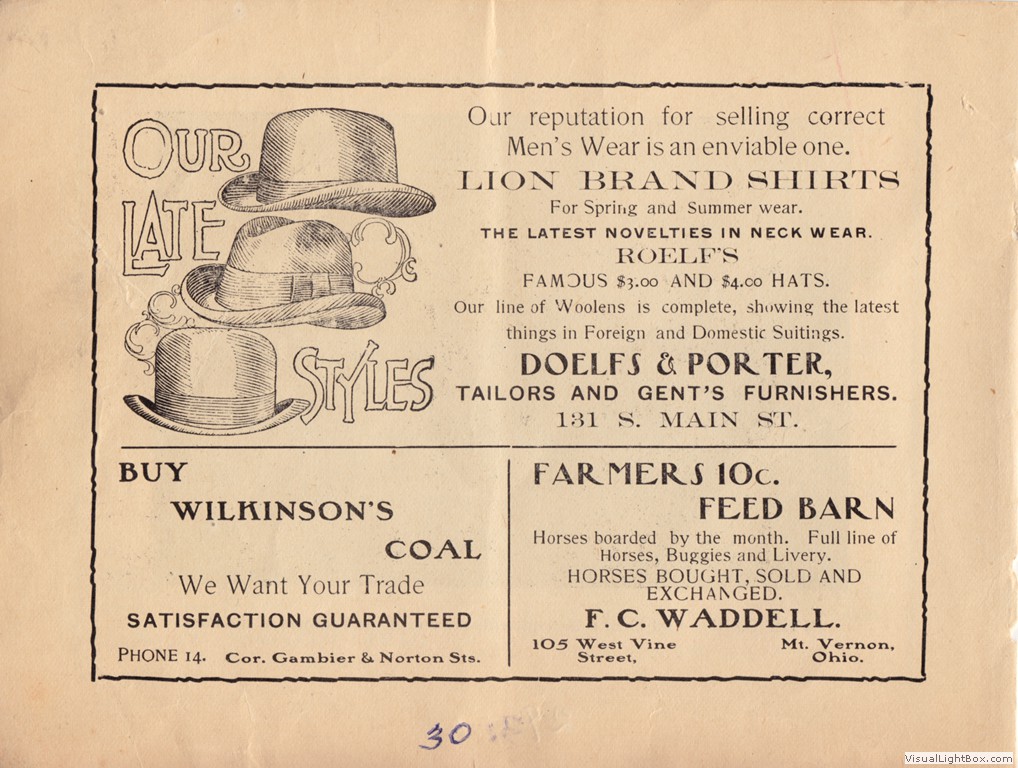 OUR
LATE
STYLES
Our reputation for selling correct
Men's Wear is an enviable one.
LION BRAND SHIRTS
For Spring and Summer wear.
THE LATEST NOVELTIES IN NECK WEAR.
ROELF'S
FAMOUS $3.00 AND $4.00 HATS.
Our line of Woolens is complete, showing the latest
things in Foreign and Domestic Suitings.
DOELFS & PORTER,
TAILORS AND GENT'S FURNISHERS.
131 S. MAIN ST.
BUY
WILKINSON'S
COAL
We Want Your Trade
SATISFACTION GUARANTEED
PHONE 14. Cor. Gambier & Norton Sts.
FARMERS 10c.
FEED BARN
Horses boarded by the month. Full line of
Horses, Buggies and Livery.
HORSES BOUGHT, SOLD AND
EXCHANGED.
F. C. WADDELL.
105 West Vine Mt. Vernon,
Street, Ohio.
30
VisualLightBox.com